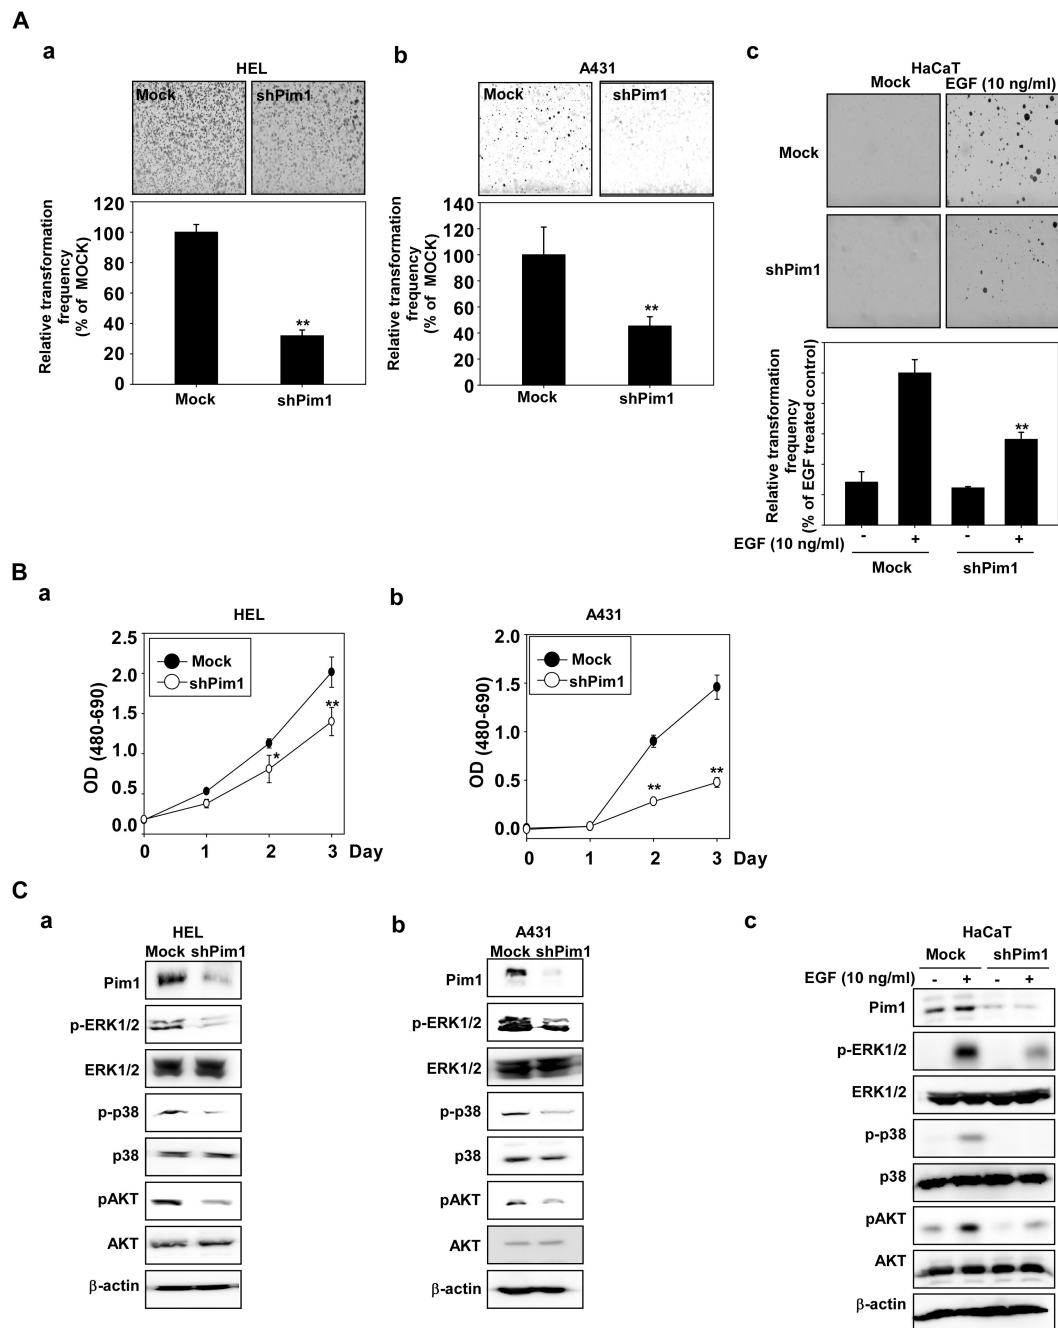 A
a
HEL
Mock
shPim1
Relative transformation
frequency
(% of MOCK)
120
100
80
60
40
20
0
**
Mock
shPim1
b
A431
Mock
shPim1
Relative transformation
frequency
(% of MOCK)
140
120
100
80
60
40
20
0
**
Mock
shPim1
c
HaCaT
Mock
EGF (10 ng/ml)
Mock
shPim1
Relative transformation
frequency
(% of EGF treated control)
**
EGF (10 ng/ml)
-
+
-
+
Mock
shPim1
B
a
HEL
OD (480-690)
2.5
2.0
1.5
1.0
0.5
0.0
Mock
shPim1
*
**
0
1
2
3
Day
b
A431
OD (480-690)
2.0
1.5
1.0
0.5
0.0
Mock
shPim1
**
**
0
1
2
3
Day
C
a
HEL
Mock shPim1
Pim1
p-ERK1/2
ERK1/2
p-p38
p38
pAKT
AKT
β-actin
b
A431
Mock shPim1
Pim1
p-ERK1/2
ERK1/2
p-p38
p38
pAKT
AKT
β-actin
c
HaCaT
Mock
shPim1
EGF (10 ng/ml) - + - +
Pim1
p-ERK1/2
ERK1/2
p-p38
p38
pAKT
AKT
β-actin